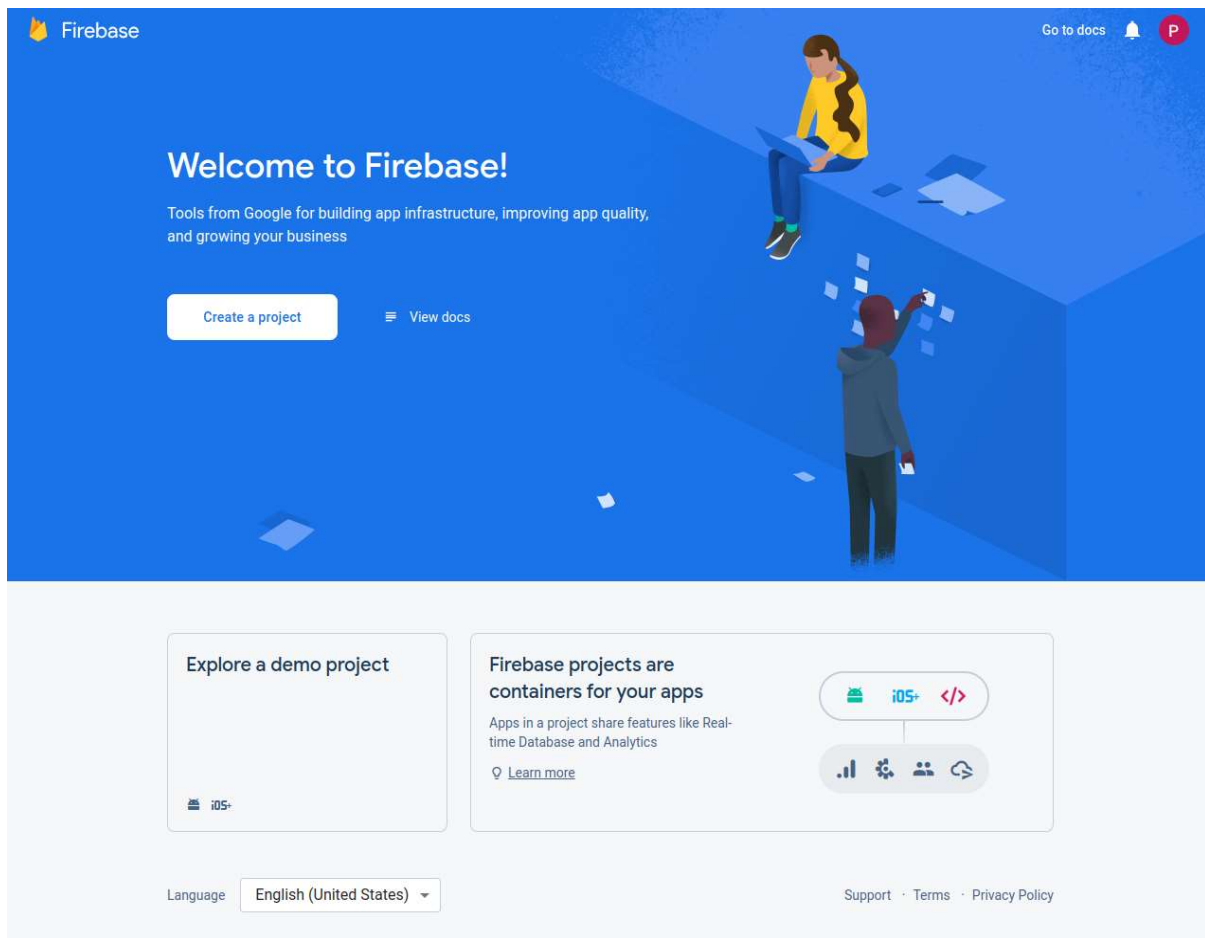 Firebase
Go to docs
P
Welcome to Firebase!
Tools from Google for building app infrastructure, improving app quality,
and growing your business
Create a project
View docs
Explore a demo project
iOS+
Firebase projects are
containers for your apps
Apps in a project share features like Real-
time Database and Analytics
Learn more
iOS+
</>
Language
English (United States)
Support · Terms · Privacy Policy